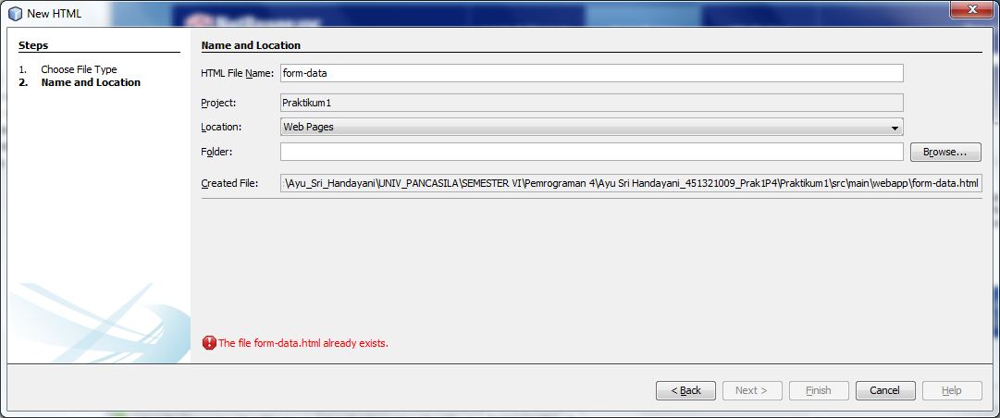 New HTML
Steps
1. Choose File Type
2. Name and Location
Name and Location
HTML File Name: form-data
Project: Praktikum1
Location: Web Pages
Folder:
Browse...
Created File: :\Ayu_Sri_Handayani\UNIV_PANCASILA\SEMESTER VI\Pemrograman 4\Ayu Sri Handayani_451321009_Prak1P4\Praktikum1\src\main\webapp\form-data.html
The file form-data.html already exists.
< Back Next > Finish Cancel Help